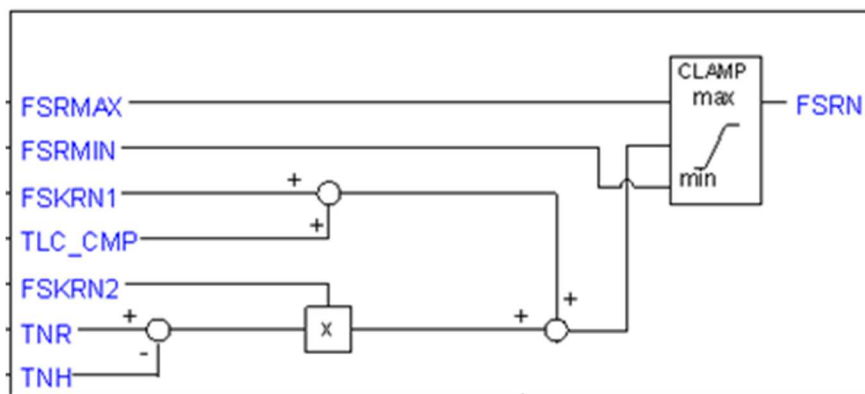 CLAMP
FSRMAX
max
FSRN
FSRMIN
min
FSKRN1
+
+
TLC_CMP
FSKRN2
+
TNR
+
x
+
-
TNH